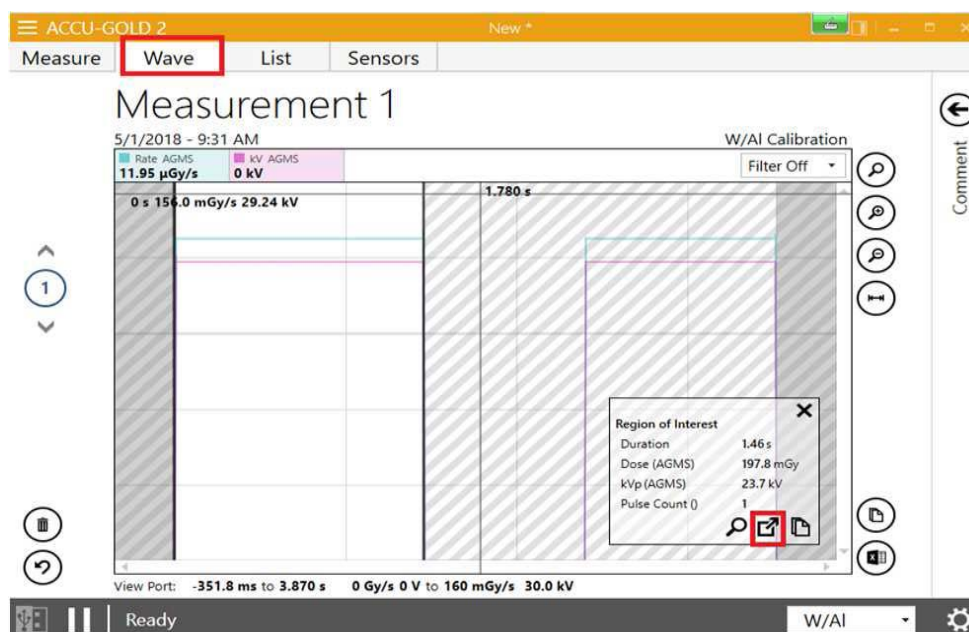 ACCU-GOLD 2 New *
Measure Wave List Sensors
Measurement 1
5/1/2018 - 9:31 AM W/Al Calibration
Rate AGMS kV AGMS
11.95 µGy/s 0 kV
Filter Off
1.780 s
0 s 156.0 mGy/s 29.24 kV
Comment
1
Region of Interest
Duration 1.46 s
Dose (AGMS) 197.8 mGy
kVp (AGMS) 23.7 kV
Pulse Count () 1
View Port: -351.8 ms to 3.870 s 0 Gy/s 0 V to 160 mGy/s 30.0 kV
Ready W/Al